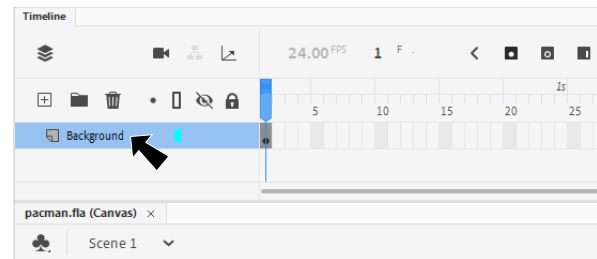 Timeline
24.00 FPS 1 F
1s
5 10 15 20 25
Background
pacman.fla (Canvas) ×
Scene 1